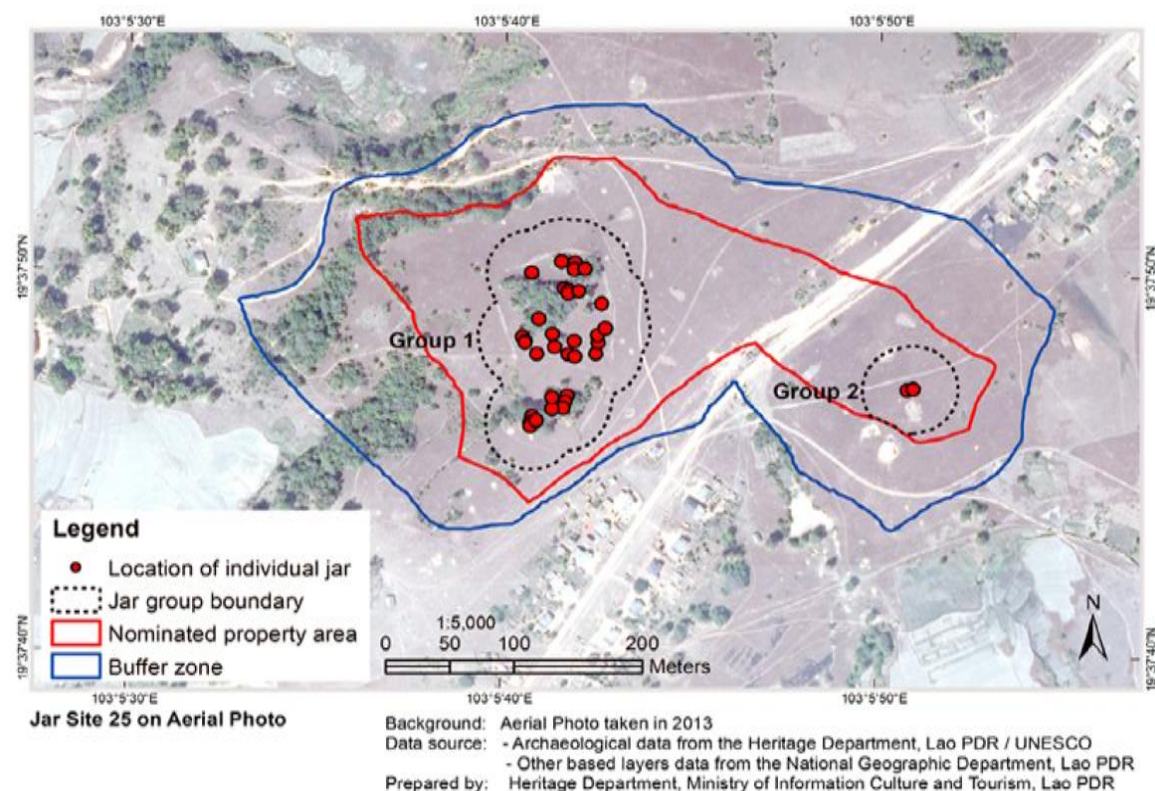 103°5'30"E 103°5'40"E 103°5'50"E
19°37'50"N 19°37'50"N
Group 1
Group 2
Legend
Location of individual jar
Jar group boundary
Nominated property area
Buffer zone
1:5,000
0 50 100 200
Meters
N
19°37'40"N 19°37'40"N
103°5'30"E 103°5'40"E 103°5'50"E
Jar Site 25 on Aerial Photo
Background: Aerial Photo taken in 2013
Data source: - Archaeological data from the Heritage Department, Lao PDR / UNESCO
- Other based layers data from the National Geographic Department, Lao PDR
Prepared by: Heritage Department, Ministry of Information Culture and Tourism, Lao PDR